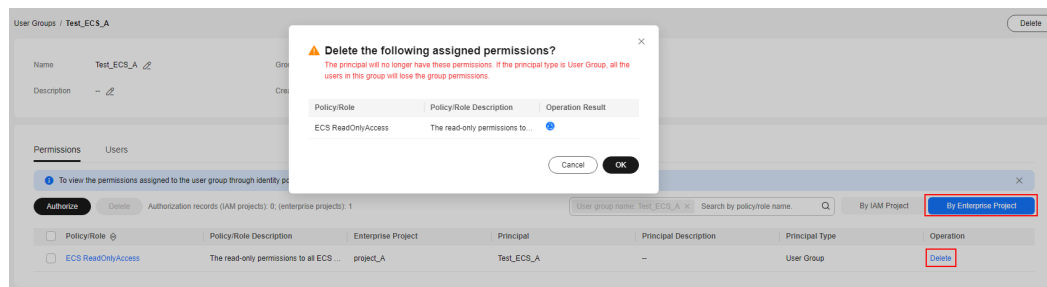 User Groups / Test_ECS_A
Delete
Delete the following assigned permissions?
The principal will no longer have these permissions. If the principal type is User Group, all the
users in this group will lose the group permissions.
Name Test_ECS_A
Description --
Policy/Role Policy/Role Description Operation Result
ECS ReadOnlyAccess The read-only permissions to...
Cancel OK
Permissions Users
To view the permissions assigned to the user group through identity
Authorize Delete Authorization records (IAM projects): 0; (enterprise projects): 1 User group name: Test_ECS_A Search by policy/role name. By IAM Project By Enterprise Project
Policy/Role Policy/Role Description Enterprise Project Principal Principal Description Principal Type Operation
ECS ReadOnlyAccess The read-only permissions to all ECS ... project_A Test_ECS_A -- User Group Delete